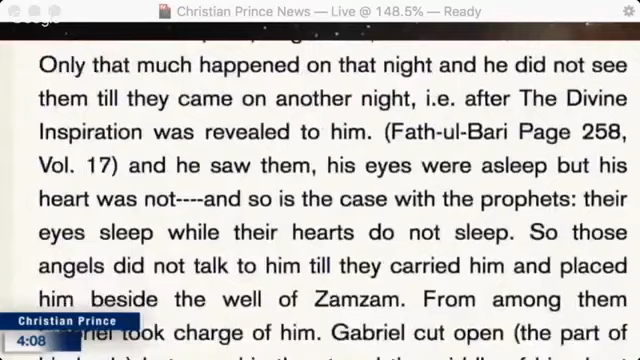 Christian Prince News — Live @ 148.5% — Ready
Only that much happened on that night and he did not see
them till they came on another night, i.e. after The Divine
Inspiration was revealed to him. (Fath-ul-Bari Page 258,
Vol. 17) and he saw them, his eyes were asleep but his
heart was not----and so is the case with the prophets: their
eyes sleep while their hearts do not sleep. So those
angels did not talk to him till they carried him and placed
him beside the well of Zamzam. From among them
Christian Prince
4:08
took charge of him. Gabriel cut open (the part of